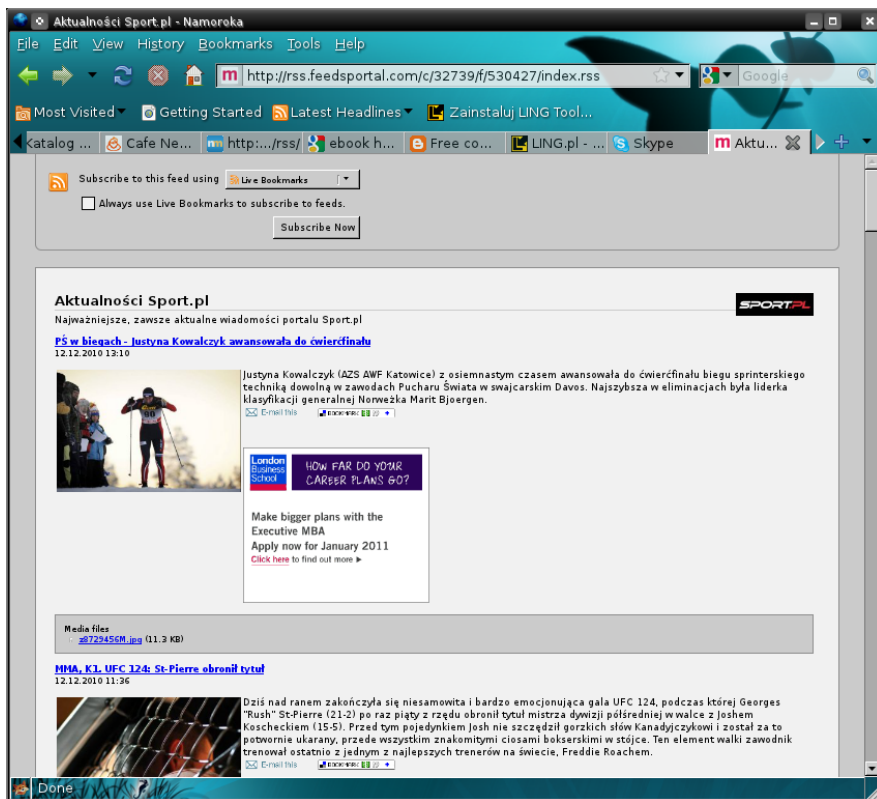 Aktualności Sport.pl - Namoroka
File Edit View History Bookmarks Tools Help
http://rss.feedsportal.com/c/32739/f/530427/index.rss
Google
Most Visited Getting Started Latest Headlines Zainstaluj LING Tool...
Katalog ... Cafe Ne... http:.../rss/ ebook h... Free co... LING.pl - ... Skype Aktu...
Subscribe to this feed using Live Bookmarks
Always use Live Bookmarks to subscribe to feeds.
Subscribe Now
Aktualności Sport.pl
SPORT.PL
Najważniejsze, zawsze aktualne wiadomości portalu Sport.pl
PŚ w biegach - Justyna Kowalczyk awansowała do ćwierćfinału
12.12.2010 13:10
Justyna Kowalczyk (AZS AWF Katowice) z osiemnastym czasem awansowała do ćwierćfinału biegu sprinterskiego
techniką dowolną w zawodach Pucharu Świata w swajcarskim Davos. Najszybsza w eliminacjach była liderka
klasyfikacji generalnej Norweżka Marit Bjoergen.
E-mail this BOOKMARK
London
Business
School
HOW FAR DO YOUR
CAREER PLANS GO?
Make bigger plans with the
Executive MBA
Apply now for January 2011
Click here to find out more
Media files
z8729456M.jpg (11.3 KB)
MMA, K1, UFC 124: St-Pierre obronił tytuł
12.12.2010 11:36
Dziś nad ranem zakończyła się niesamowita i bardzo emocjonująca gala UFC 124, podczas której Georges
"Rush" St-Pierre (21-2) po raz piąty z rzędu obronił tytuł mistrza dywizji półśredniej w walce z Joshem
Koscheckiem (15-5). Przed tym pojedynkiem Josh nie szczędził gorzkich słów Kanadyjczykowi i został za to
potwornie ukarany, przede wszystkim znakomitymi ciosami bokserskimi w stójce. Ten element walki zawodnik
trenował ostatnio z jednym z najlepszych trenerów na świecie, Freddie Roachem.
E-mail this BOOKMARK
Done